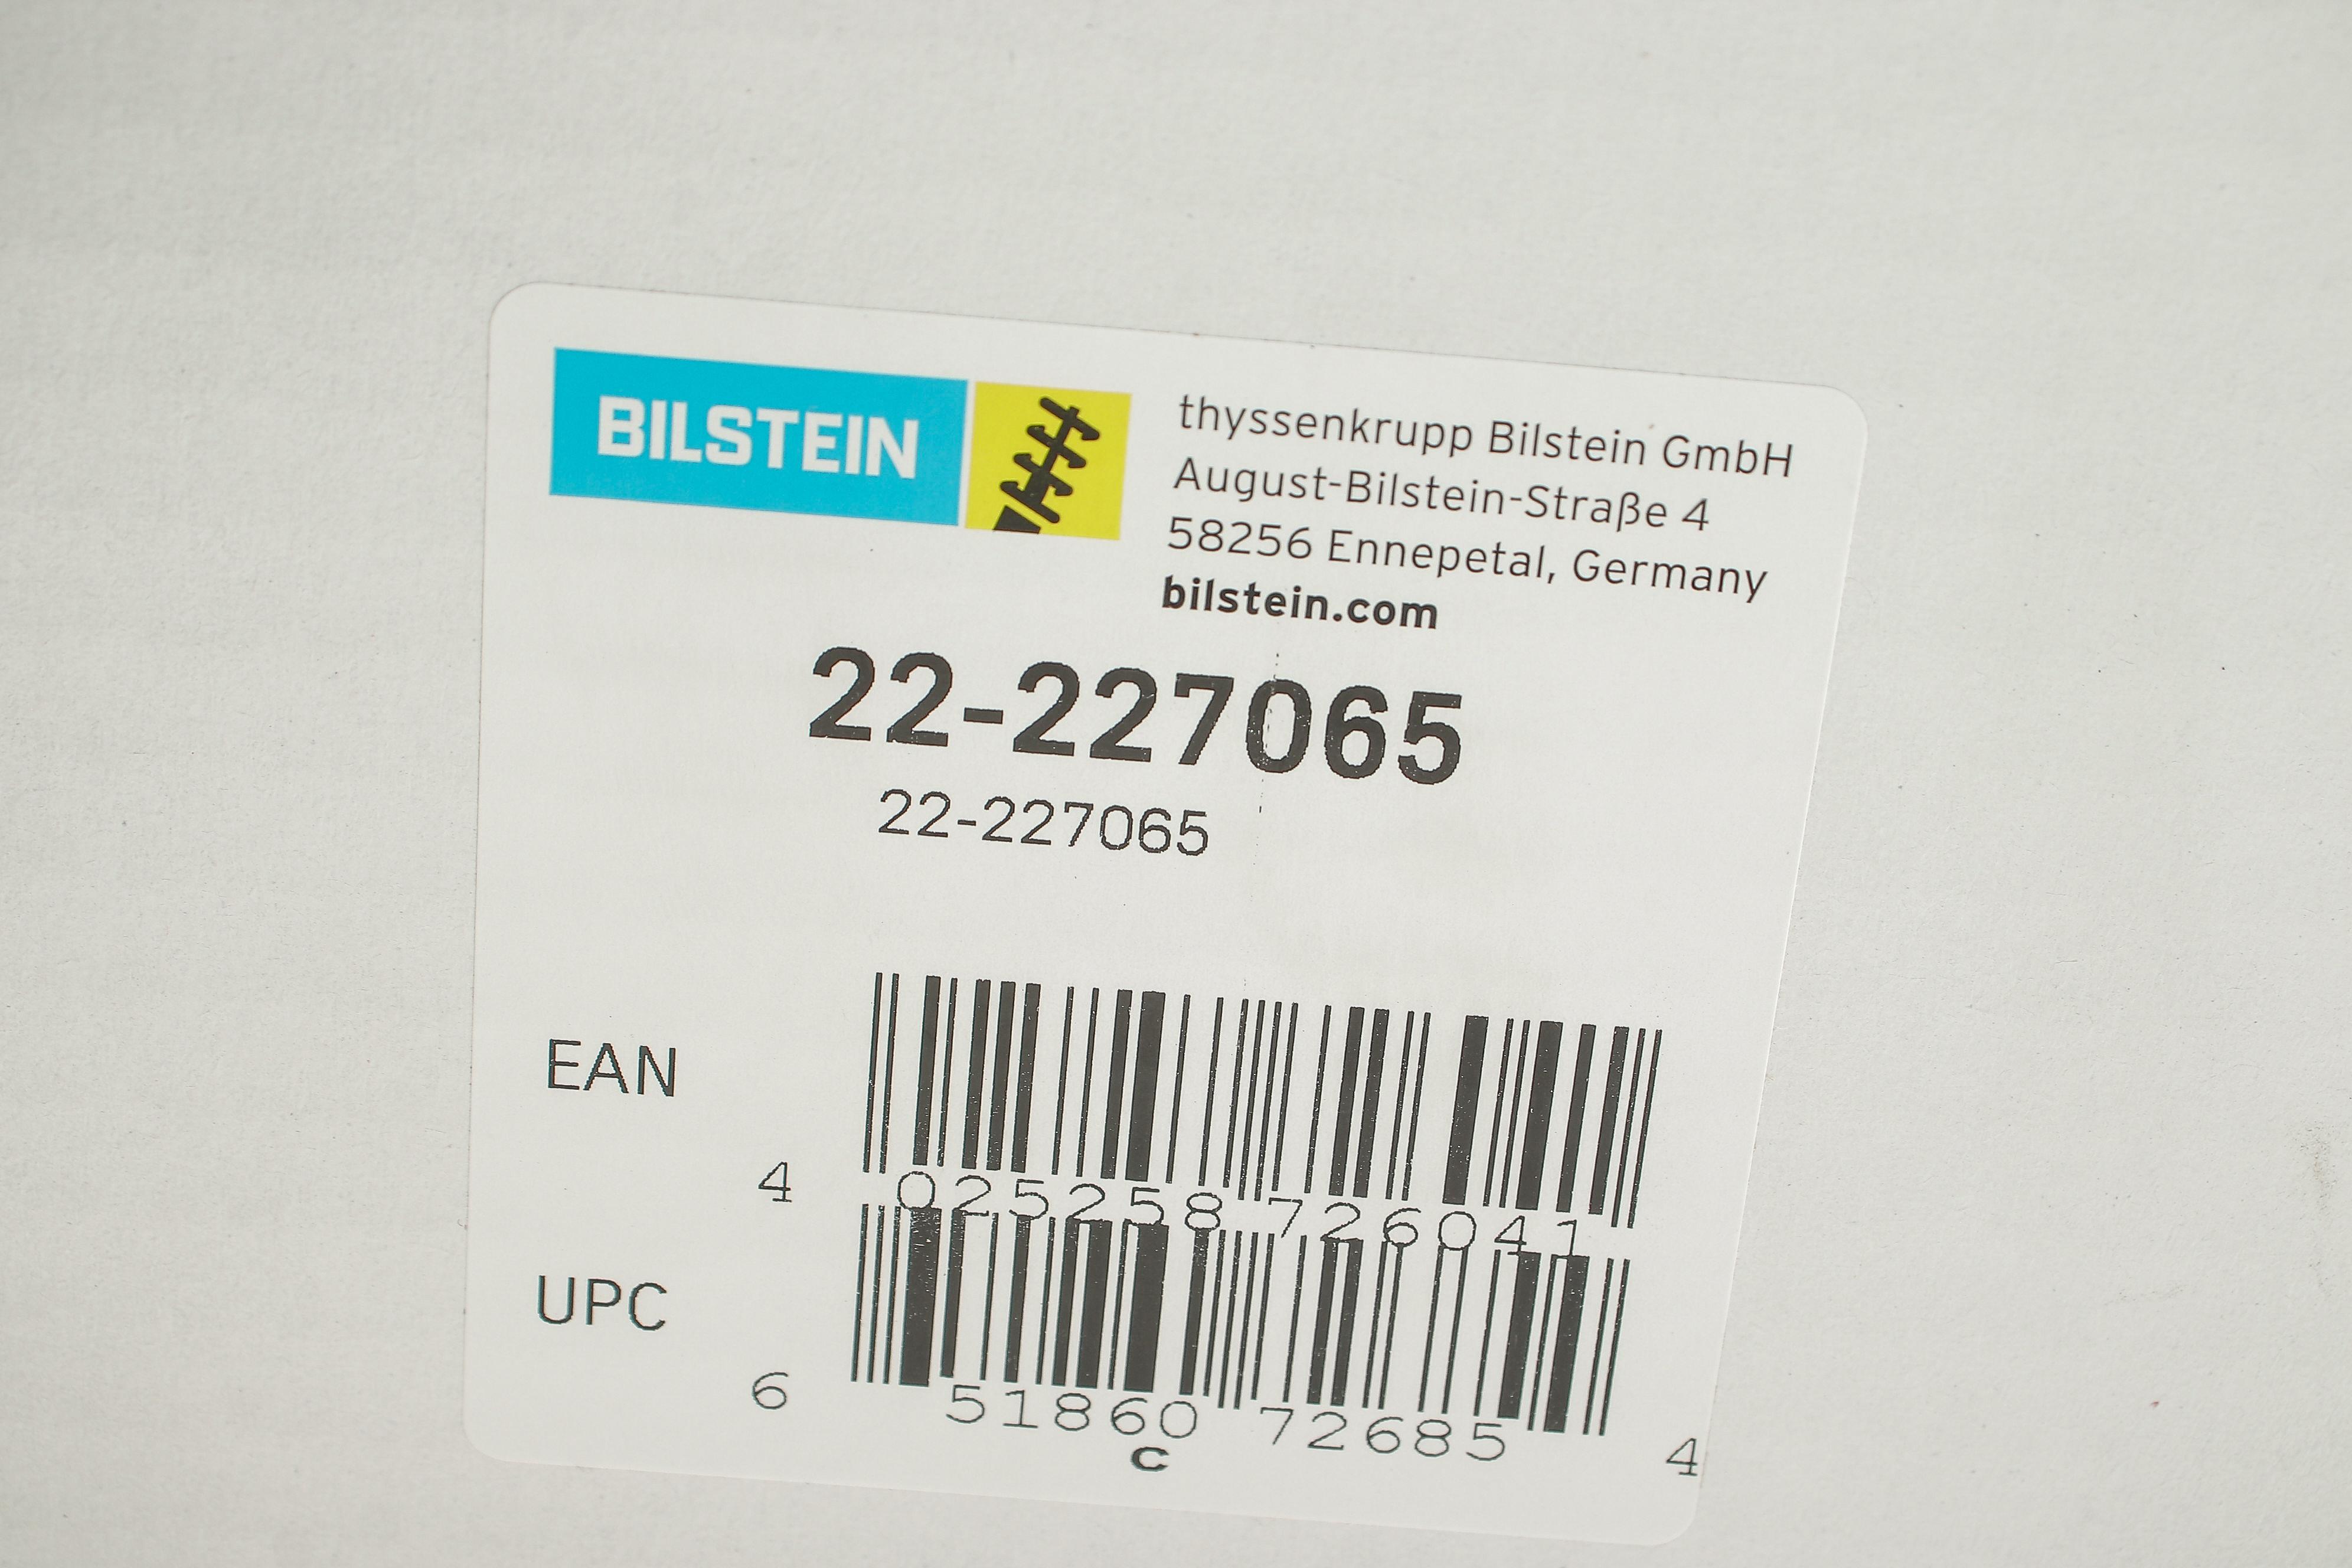 BILSTEIN
thyssenkrupp Bilstein GmbH
August-Bilstein-Straße 4
58256 Ennepetal, Germany
bilstein.com
22-227065
22-227065
EAN
4 025258 726041
UPC
6 51860 72685 4
C